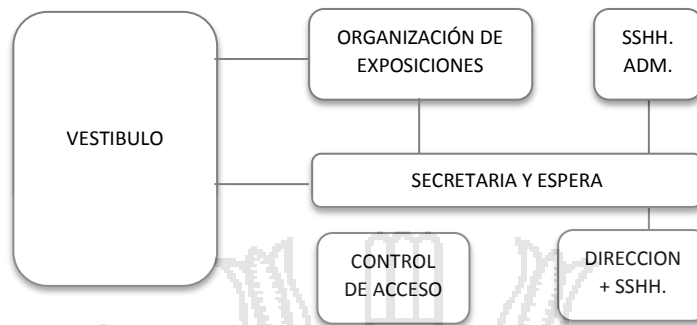 ORGANIZACIÓN DE
EXPOSICIONES
SSHH.
ADM.
VESTIBULO
SECRETARIA Y ESPERA
CONTROL
DE ACCESO
DIRECCION
+ SSHH.